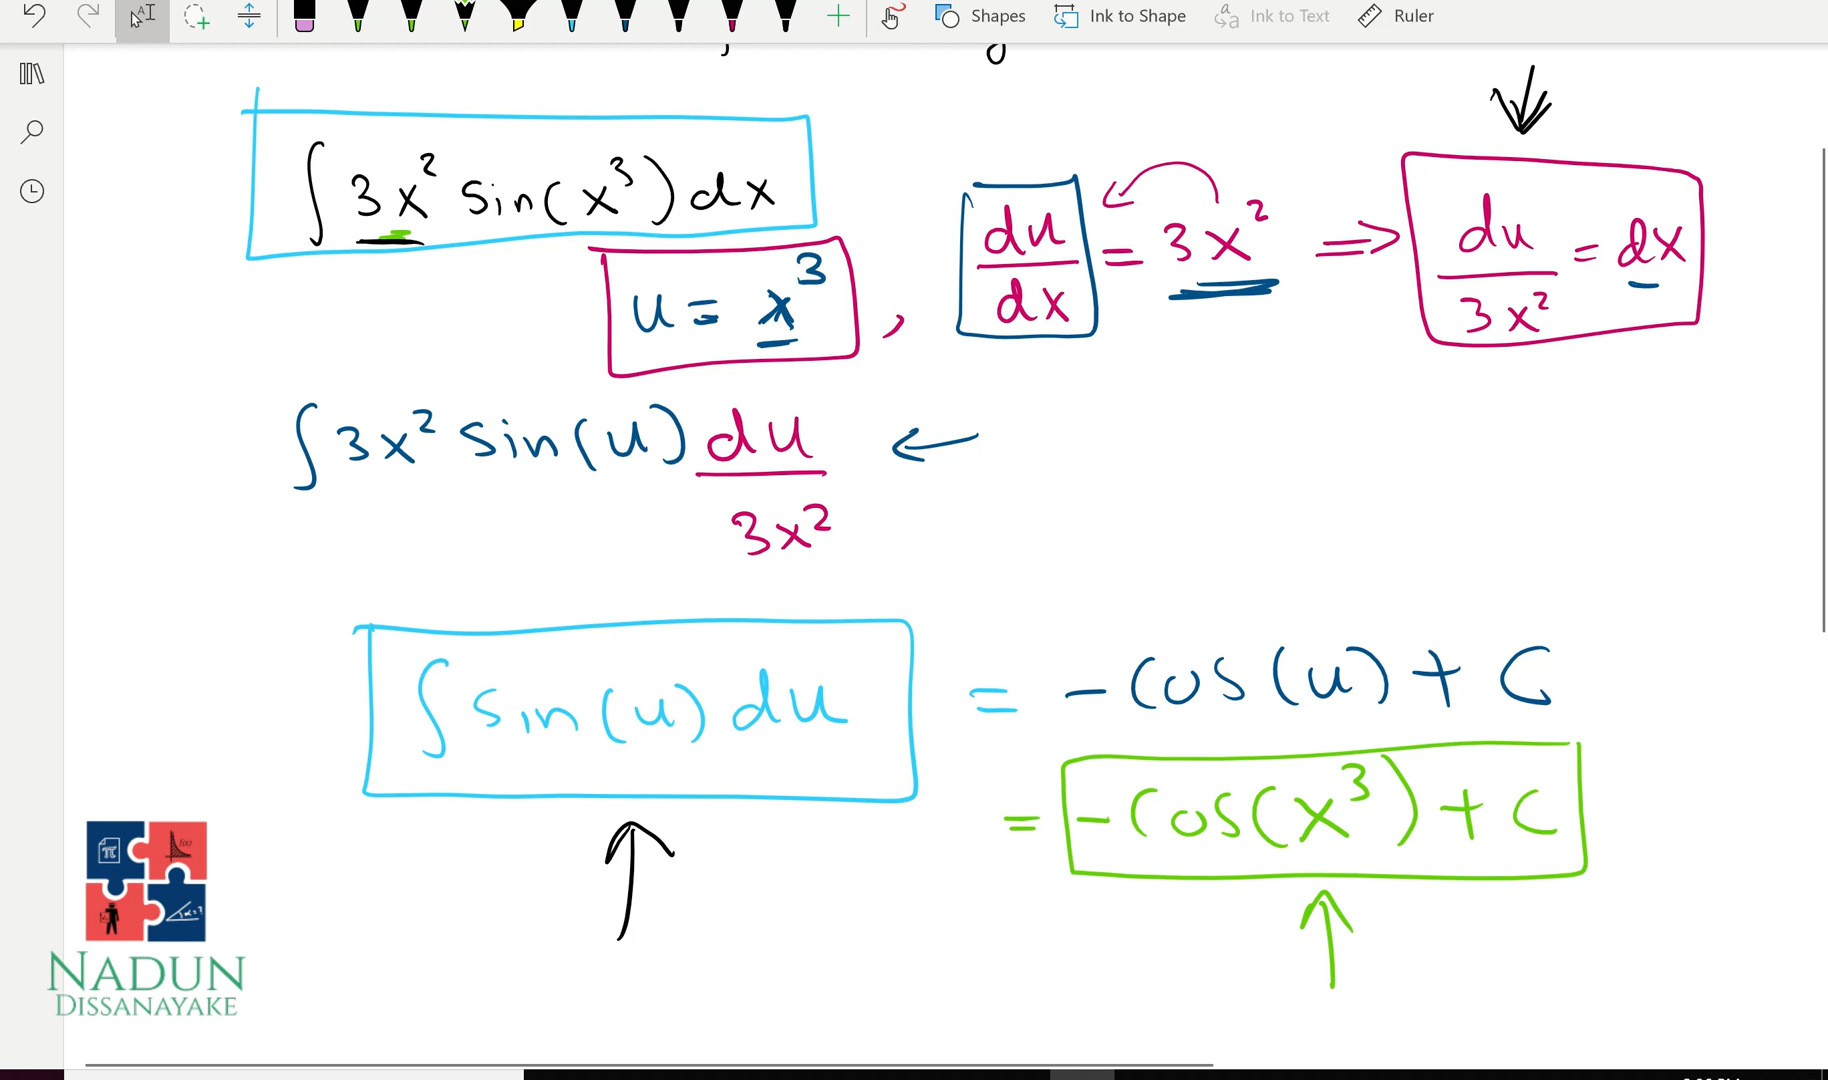 Shapes Ink to Shape Ink to Text Ruler
∫ 3x² sin(x³) dx
u = x³ , du/dx = 3x² ⇒ du/3x² = dx
∫ 3x² sin(u) du/3x² ←
∫ sin(u) du = - cos(u) + C
= - cos(x³) + C
NADUN
DISSANAYAKE